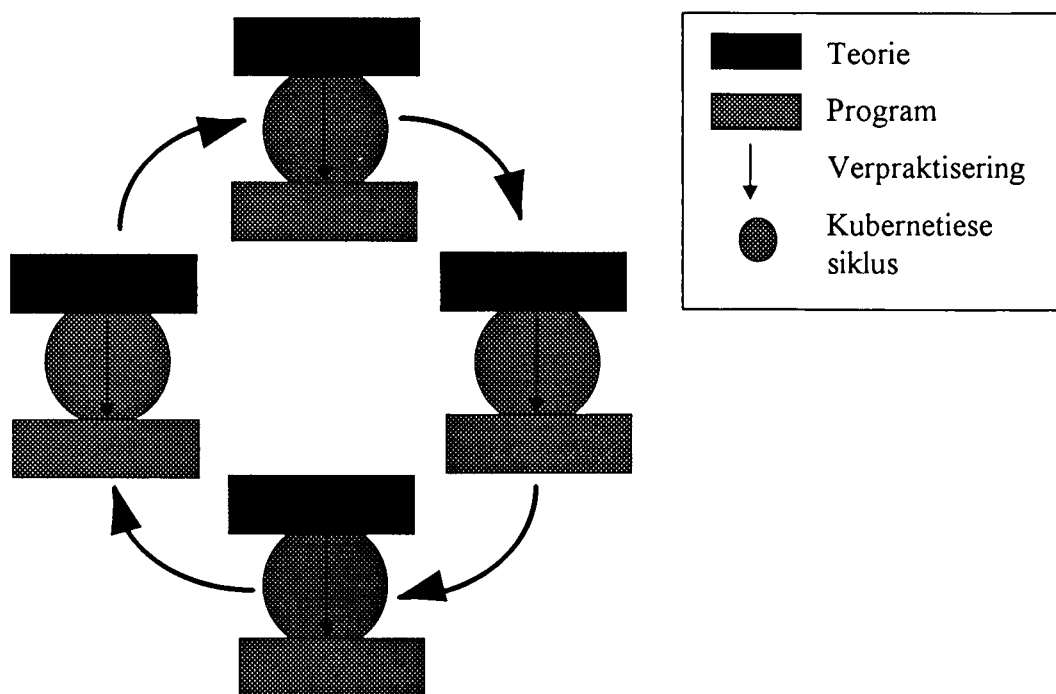 Teorie
Program
Verpraktisering
Kubernetiese
siklus